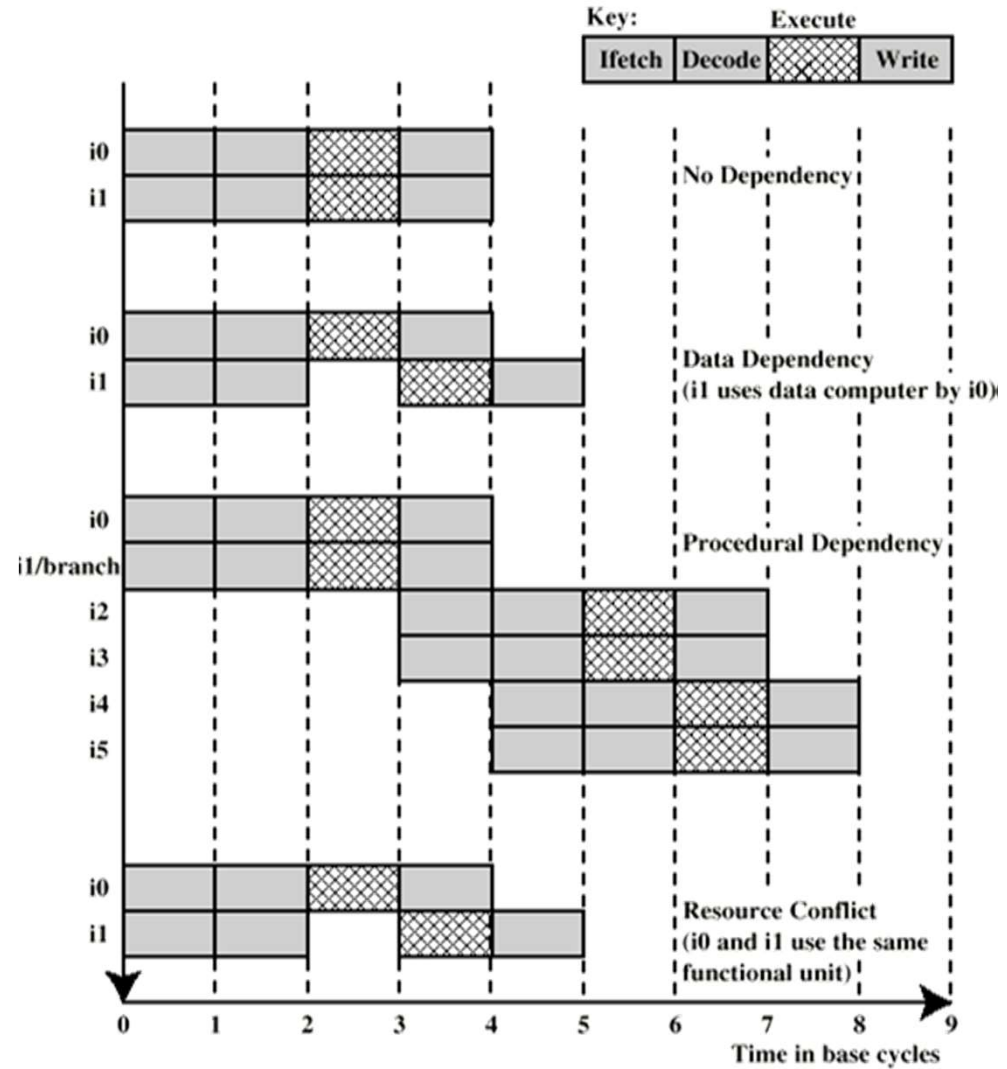 Key: Execute
Ifetch Decode Write
i0
i1
No Dependency
i0
i1
Data Dependency
(i1 uses data computer by i0)
i0
i1/branch
Procedural Dependency
i2
i3
i4
i5
i0
i1
Resource Conflict
(i0 and i1 use the same
functional unit)
0 1 2 3 4 5 6 7 8 9
Time in base cycles